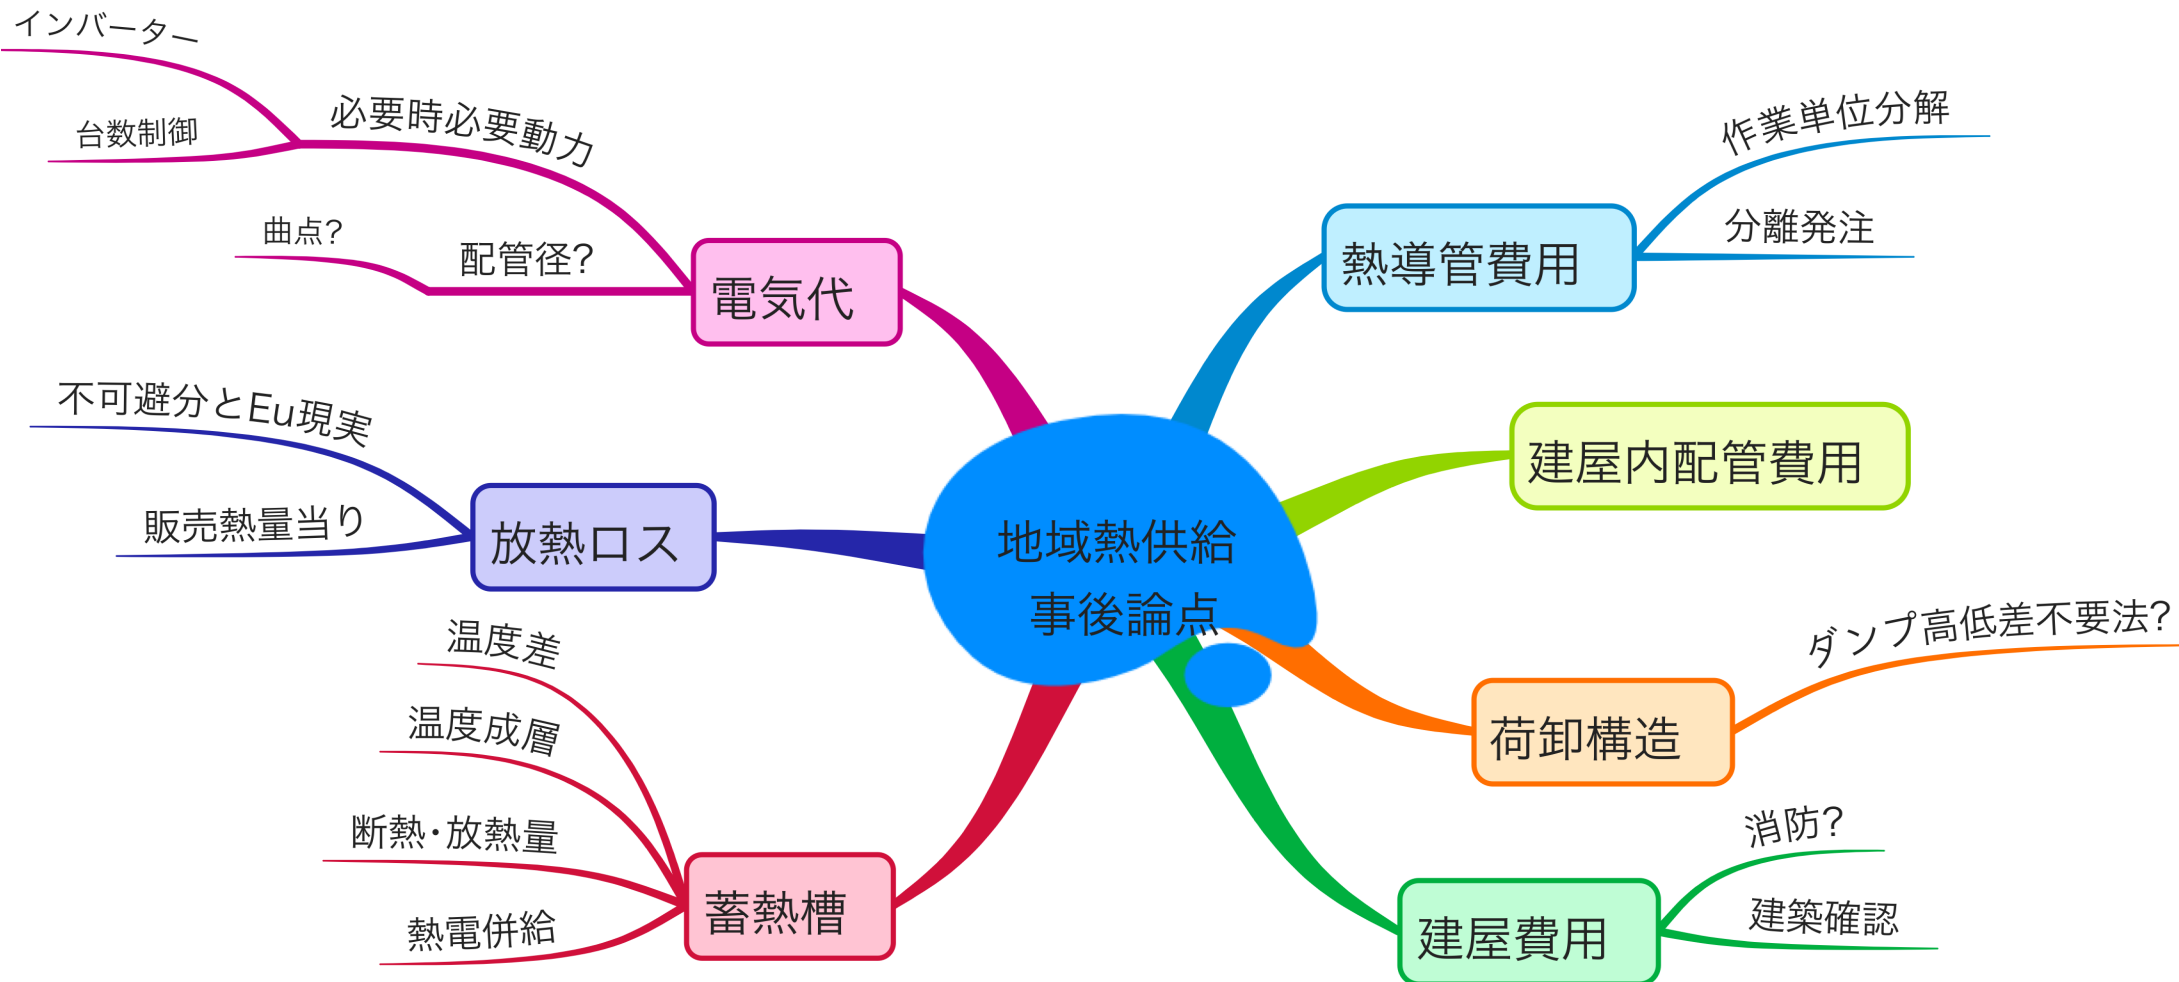 地域熱供給
事後論点
熱導管費用
作業単位分解
分離発注
建屋内配管費用
荷卸構造
ダンプ高低差不要法?
建屋費用
消防?
建築確認
電気代
必要時必要動力
インバーター
台数制御
配管径?
曲点?
放熱ロス
不可避分とEu現実
販売熱量当り
蓄熱槽
温度差
温度成層
断熱・放熱量
熱電併給